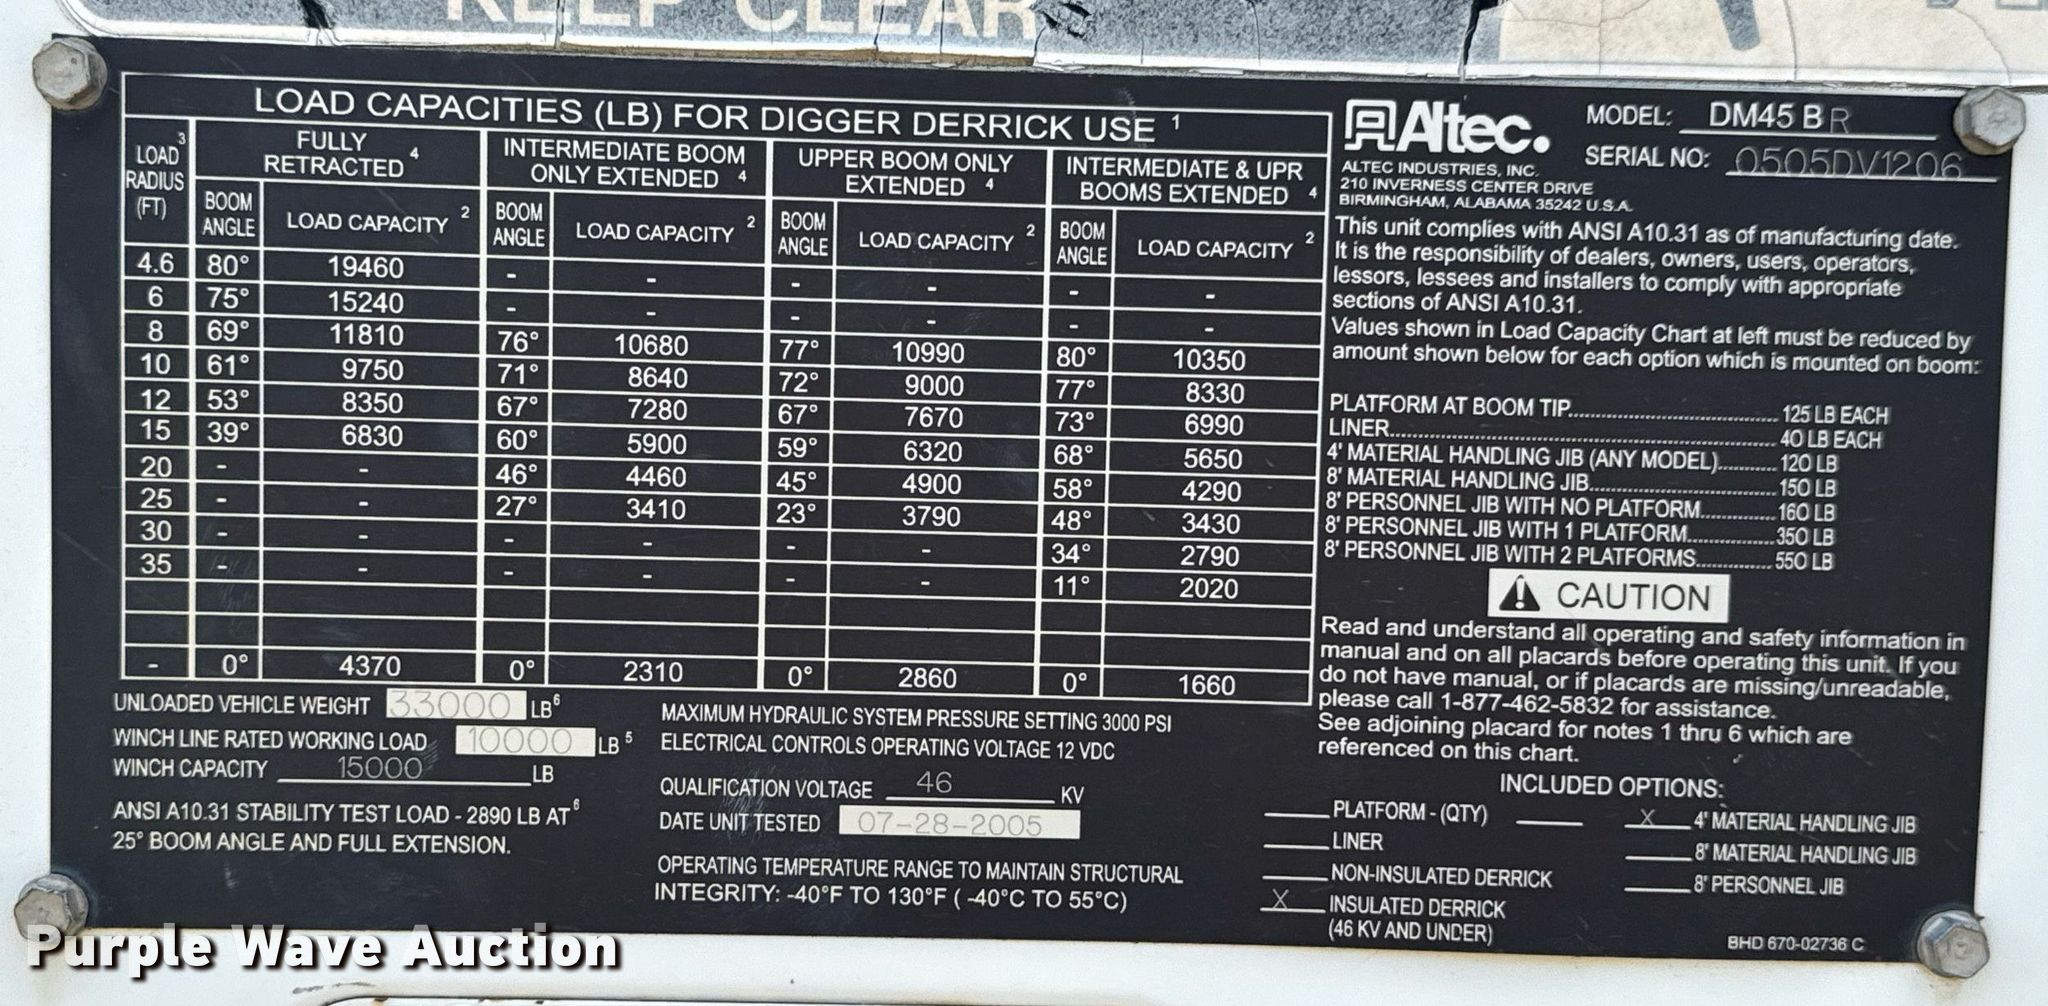 KEEP CLEAR
LOAD CAPACITIES (LB) FOR DIGGER DERRICK USE 1
LOAD 3 RADIUS (FT)
FULLY RETRACTED 4
INTERMEDIATE BOOM ONLY EXTENDED 4
UPPER BOOM ONLY EXTENDED 4
INTERMEDIATE & UPR BOOMS EXTENDED 4
BOOM ANGLE LOAD CAPACITY 2 BOOM ANGLE LOAD CAPACITY 2 BOOM ANGLE LOAD CAPACITY 2 BOOM ANGLE LOAD CAPACITY 2
4.6 80° 19460 - - - - - -
6 75° 15240 - - - - - -
8 69° 11810 76° 10680 77° 10990 80° 10350
10 61° 9750 71° 8640 72° 9000 77° 8330
12 53° 8350 67° 7280 67° 7670 73° 6990
15 39° 6830 60° 5900 59° 6320 68° 5650
20 - - 46° 4460 45° 4900 58° 4290
25 - - 27° 3410 23° 3790 48° 3430
30 - - - - - - 34° 2790
35 - - - - - - 11° 2020
- 0° 4370 0° 2310 0° 2860 0° 1660
UNLOADED VEHICLE WEIGHT 33000 LB 6
WINCH LINE RATED WORKING LOAD 10000 LB 5
WINCH CAPACITY 15000 LB
ANSI A10.31 STABILITY TEST LOAD - 2890 LB AT 6
25° BOOM ANGLE AND FULL EXTENSION.
MAXIMUM HYDRAULIC SYSTEM PRESSURE SETTING 3000 PSI
ELECTRICAL CONTROLS OPERATING VOLTAGE 12 VDC
QUALIFICATION VOLTAGE 46 KV
DATE UNIT TESTED 07-28-2005
OPERATING TEMPERATURE RANGE TO MAINTAIN STRUCTURAL
INTEGRITY: -40°F TO 130°F ( -40°C TO 55°C)
Altec.
MODEL: DM45 BR
SERIAL NO: 0505DV1206
ALTEC INDUSTRIES, INC.
210 INVERNESS CENTER DRIVE
BIRMINGHAM, ALABAMA 35242 U.S.A.
This unit complies with ANSI A10.31 as of manufacturing date.
It is the responsibility of dealers, owners, users, operators,
lessors, lessees and installers to comply with appropriate
sections of ANSI A10.31.
Values shown in Load Capacity Chart at left must be reduced by
amount shown below for each option which is mounted on boom:
PLATFORM AT BOOM TIP 125 LB EACH
LINER 40 LB EACH
4' MATERIAL HANDLING JIB (ANY MODEL) 120 LB
8' MATERIAL HANDLING JIB 150 LB
8' PERSONNEL JIB WITH NO PLATFORM 160 LB
8' PERSONNEL JIB WITH 1 PLATFORM 350 LB
8' PERSONNEL JIB WITH 2 PLATFORMS 550 LB
CAUTION
Read and understand all operating and safety information in
manual and on all placards before operating this unit. If you
do not have manual, or if placards are missing/unreadable,
please call 1-877-462-5832 for assistance.
See adjoining placard for notes 1 thru 6 which are
referenced on this chart.
INCLUDED OPTIONS:
PLATFORM - (QTY)
LINER
NON-INSULATED DERRICK
X INSULATED DERRICK
(46 KV AND UNDER)
X 4' MATERIAL HANDLING JIB
8' MATERIAL HANDLING JIB
8' PERSONNEL JIB
BHD 670-02736 C
Purple Wave Auction